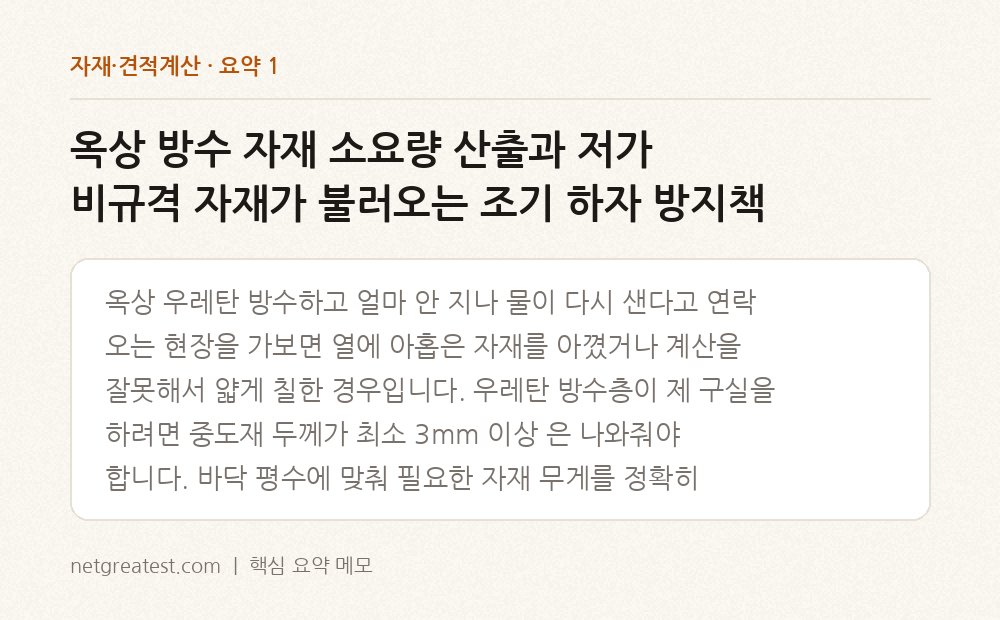 자재·견적계산 · 요약 1
옥상 방수 자재 소요량 산출과 저가
비규격 자재가 불러오는 조기 하자 방지책
옥상 우레탄 방수하고 얼마 안 지나 물이 다시 샌다고 연락
오는 현장을 가보면 열에 아홉은 자재를 아꼈거나 계산을
잘못해서 얇게 칠한 경우입니다. 우레탄 방수층이 제 구실을
하려면 중도재 두께가 최소 3mm 이상 은 나와줘야
합니다. 바닥 평수에 맞춰 필요한 자재 무게를 정확히
netgreatest.com | 핵심 요약 메모